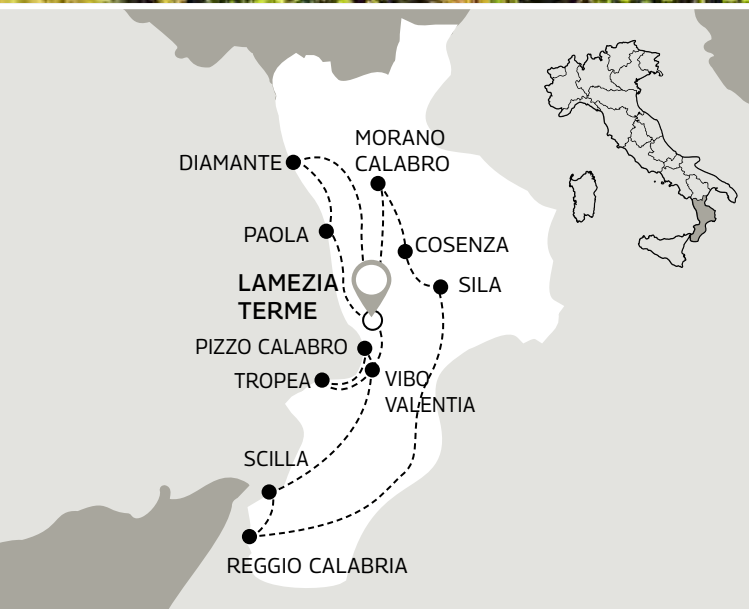 MORANO
CALABRO
DIAMANTE
PAOLA
COSENZA
LAMEZIA
TERME
SILA
PIZZO CALABRO
TROPEA
VIBO
VALENTIA
SCILLA
REGGIO CALABRIA